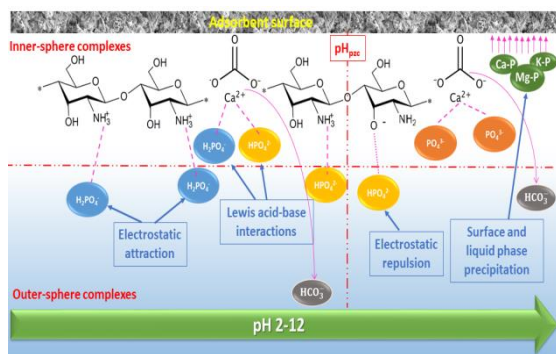 Adsorbent surface
Inner-sphere complexes
pHpzc
Ca-P
K-P
Mg-P
OH
OH
O
O
O
OH
NH₃⁺
NH₃⁺
O
O⁻
⁻O
Ca²⁺
OH
OH
O
O
O
OH
NH₃⁺
O⁻
NH₂
O
⁻O
O⁻
Ca²⁺
H₂PO₄⁻
HPO₄²⁻
PO₄³⁻
PO₄³⁻
H₂PO₄⁻
H₂PO₄⁻
HPO₄²⁻
HPO₄²⁻
HCO₃⁻
Electrostatic
attraction
Lewis acid-base
interactions
Electrostatic
repulsion
Surface and
liquid phase
precipitation
HCO₃⁻
Outer-sphere complexes
pH 2-12